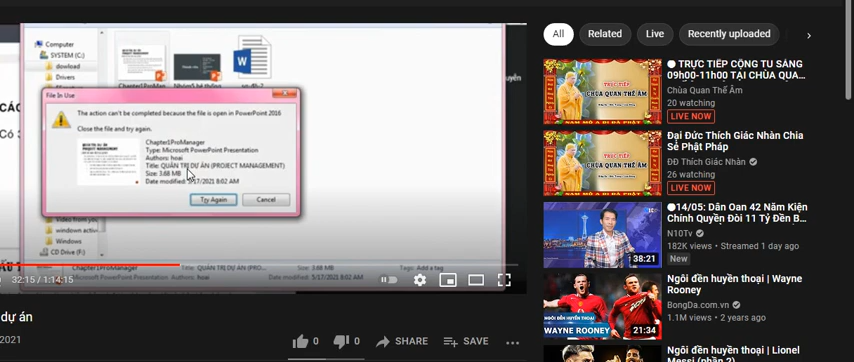 Computer
SYSTEM (C:)
dowload
Drivers
File In Use
The action can't be completed because the file is open in PowerPoint 2016
Close the file and try again.
Chapter1ProManager
Type: Microsoft PowerPoint Presentation
Authors: hoai
Title: QUẢN TRỊ DỰ ÁN (PROJECT MANAGEMENT)
Size: 3.68 MB
Date modified: 5/17/2021 8:02 AM
Try Again
Cancel
Windows
Chapter1ProManager
Title: QUẢN TRỊ DỰ ÁN (PRO...
Size: 3.68 MB
Tags: Add a tag
Date modified: 5/17/2021 8:02 AM
32:15 / 1:14:15
dự án
2021
0
0
SHARE
SAVE
All
Related
Live
Recently uploaded
TRỰC TIẾP CỘNG TU SÁNG
09h00-11h00 TẠI CHÙA QUA...
Chùa Quan Thế Âm
20 watching
LIVE NOW
Đại Đức Thích Giác Nhàn Chia
Sẻ Phật Pháp
ĐĐ Thích Giác Nhàn
26 watching
LIVE NOW
14/05: Dân Oan 42 Năm Kiện
Chính Quyền Đòi 11 Tỷ Đền B...
N10Tv
182K views • Streamed 1 day ago
New
38:21
Ngôi đền huyền thoại | Wayne
Rooney
BongDa.com.vn
1.1M views • 2 years ago
NGÔI ĐỀN HUYỀN THOẠI
WAYNE ROONEY
21:34
Ngôi đền huyền thoại | Lionel
Messi (phần 2)